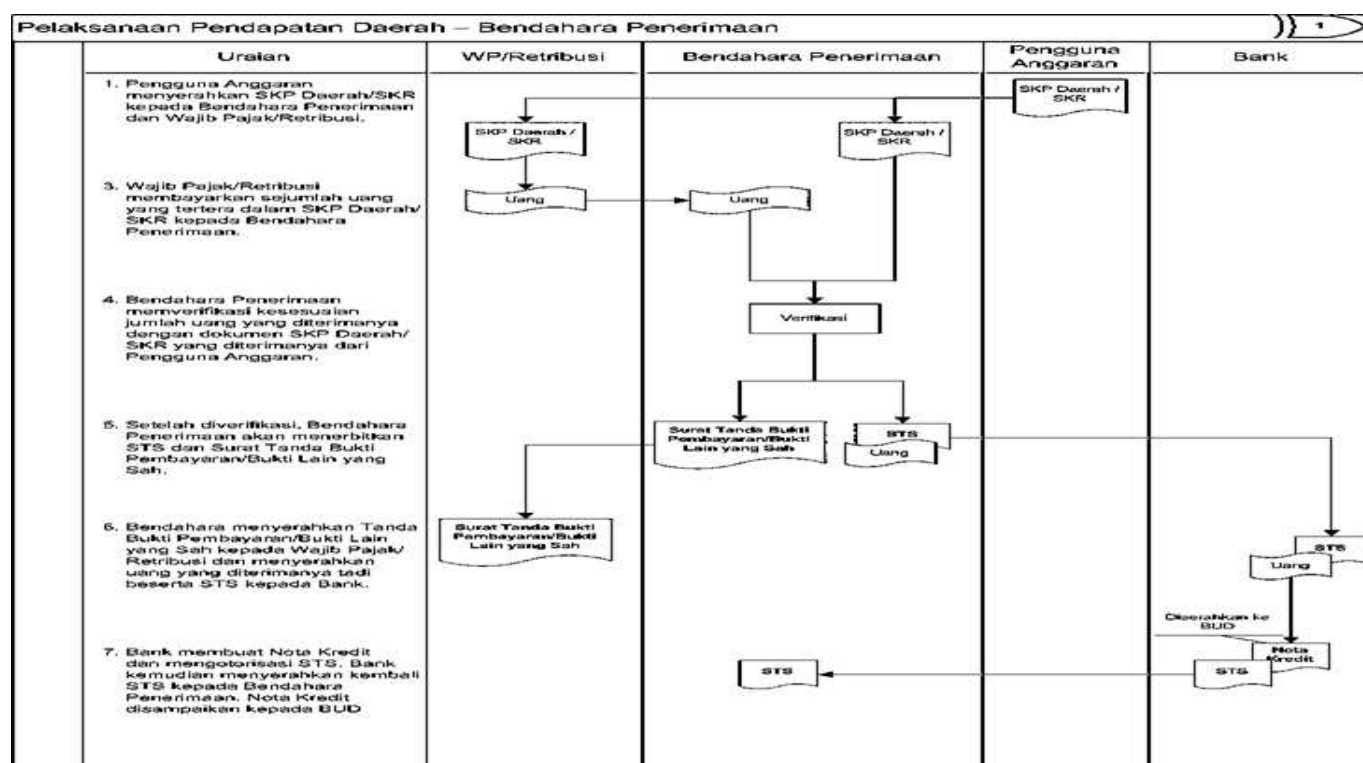 Pelaksanaan Pendapatan Daerah – Bendahara Penerimaan
1
Uraian
WP/Retribusi
Bendahara Penerimaan
Pengguna
Anggaran
Bank
1. Pengguna Anggaran
menyerahkan SKP Daerah/SKR
kepada Bendahara Penerimaan
dan Wajib Pajak/Retribusi.
SKP Daerah /
SKR
SKP Daerah /
SKR
SKP Daerah /
SKR
3. Wajib Pajak/Retribusi
membayarkan sejumlah uang
yang tertera dalam SKP Daerah/
SKR kepada Bendahara
Penerimaan.
Uang
Uang
4. Bendahara Penerimaan
memverifikasi kesesuaian
jumlah uang yang diterimanya
dengan dokumen SKP Daerah/
SKR yang diterimanya dari
Pengguna Anggaran.
Verifikasi
5. Setelah diverifikasi, Bendahara
Penerimaan akan menerbitkan
STS dan Surat Tanda Bukti
Pembayaran/Bukti Lain yang
Sah.
Surat Tanda Bukti
Pembayaran/Bukti
Lain yang Sah
STS
Uang
6. Bendahara menyerahkan Tanda
Bukti Pembayaran/Bukti Lain
yang Sah kepada Wajib Pajak/
Retribusi dan menyerahkan
uang yang diterimanya tadi
beserta STS kepada Bank.
Surat Tanda Bukti
Pembayaran/Bukti
Lain yang Sah
STS
Uang
Diserahkan ke
BUD
7. Bank membuat Nota Kredit
dan mengotorisasi STS. Bank
kemudian menyerahkan kembali
STS kepada Bendahara
Penerimaan. Nota Kredit
disampaikan kepada BUD
STS
Nota
Kredit
STS